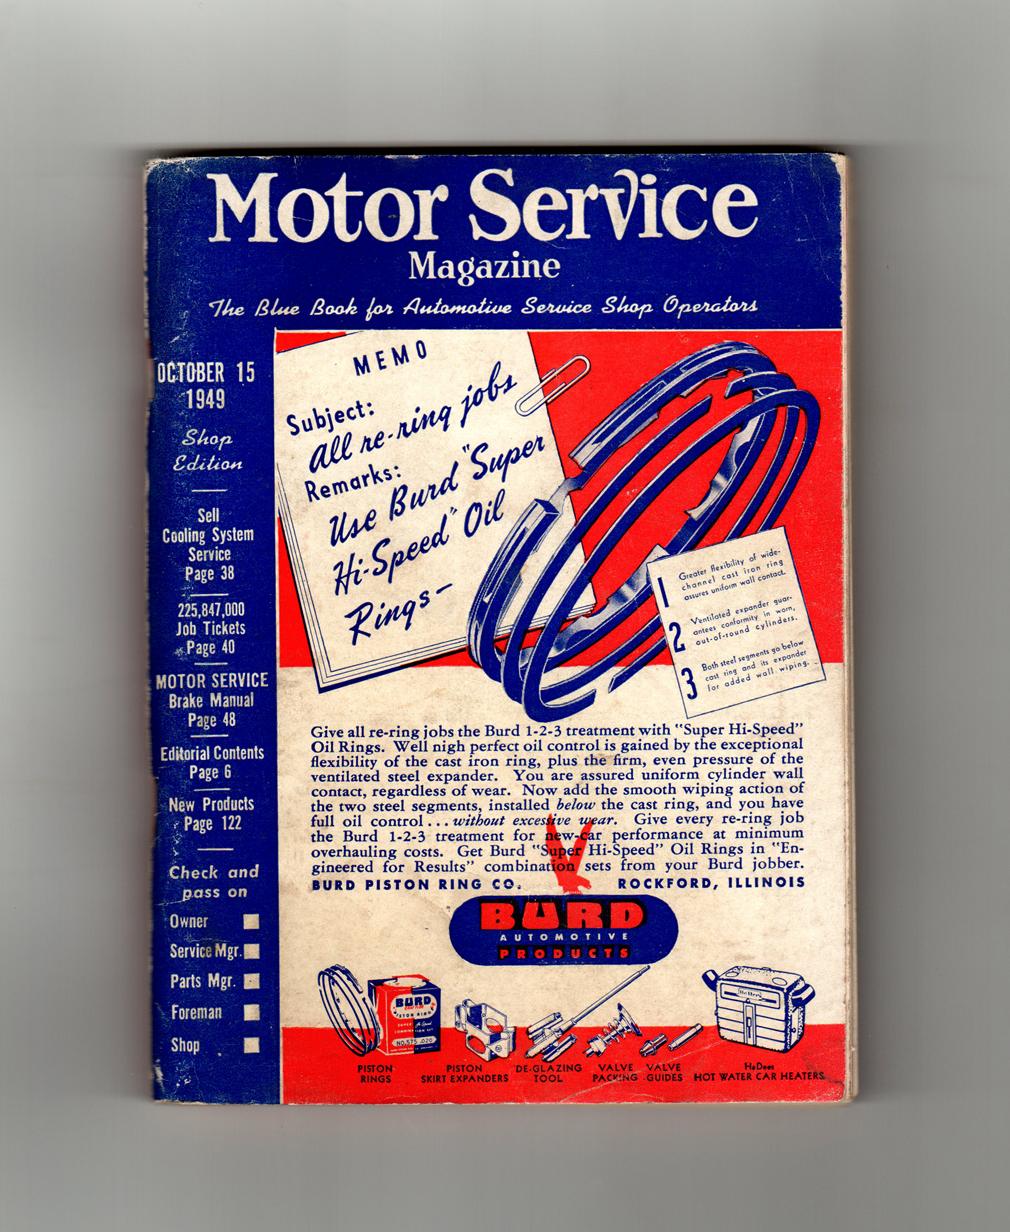 Motor Service
Magazine
The Blue Book for Automotive Service Shop Operators
OCTOBER 15
1949
Shop
Edition
Sell
Cooling System
Service
Page 38
225,847,000
Job Tickets
Page 40
MOTOR SERVICE
Brake Manual
Page 48
Editorial Contents
Page 6
New Products
Page 122
Check and
pass on
Owner
Service Mgr.
Parts Mgr.
Foreman
Shop
MEMO
Subject:
All re-ring jobs
Remarks:
Use Burd "Super
Hi-Speed" Oil
Rings-
1 Greater flexibility of wide-
channel cast iron ring
assures uniform wall contact.
2 Ventilated expander guar-
antees conformity in worn,
out-of-round cylinders.
3 Both steel segments go below
cast ring and its expander
for added wall wiping.
Give all re-ring jobs the Burd 1-2-3 treatment with "Super Hi-Speed"
Oil Rings. Well nigh perfect oil control is gained by the exceptional
flexibility of the cast iron ring, plus the firm, even pressure of the
ventilated steel expander. You are assured uniform cylinder wall
contact, regardless of wear. Now add the smooth wiping action of
the two steel segments, installed below the cast ring, and you have
full oil control . . . without excessive wear. Give every re-ring job
the Burd 1-2-3 treatment for new-car performance at minimum
overhauling costs. Get Burd "Super Hi-Speed" Oil Rings in "En-
gineered for Results" combination sets from your Burd jobber.
BURD PISTON RING CO. ROCKFORD, ILLINOIS
BURD
AUTOMOTIVE
PRODUCTS
BURD
PISTON RING
SUPER Hi-Speed
NO. 575 .020
PISTON
RINGS
PISTON
SKIRT EXPANDERS
DE-GLAZING
TOOL
VALVE
PACKING
VALVE
GUIDES
HaDees
HOT WATER CAR HEATERS